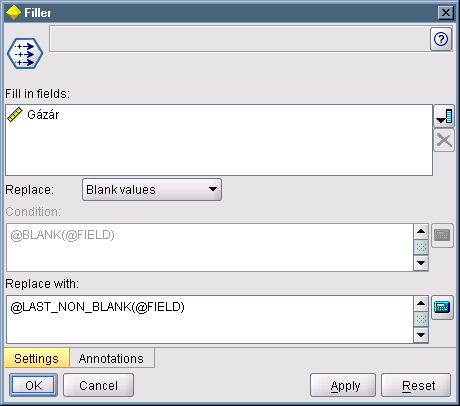 Filler
Fill in fields:
Gázár
Replace:
Blank values
Condition:
@BLANK(@FIELD)
Replace with:
@LAST_NON_BLANK(@FIELD)
Settings
Annotations
OK
Cancel
Apply
Reset